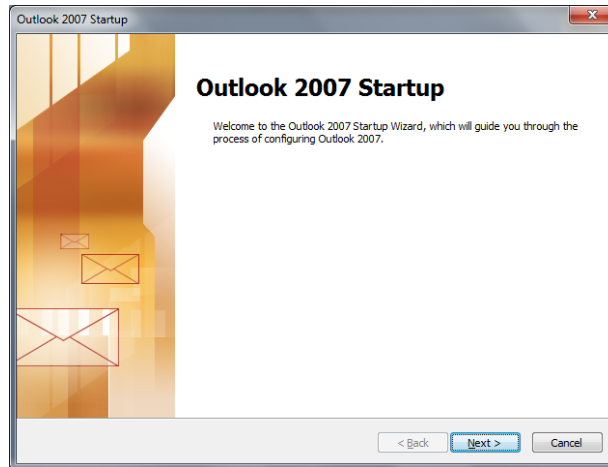 Outlook 2007 Startup
Outlook 2007 Startup
Welcome to the Outlook 2007 Startup Wizard, which will guide you through the
process of configuring Outlook 2007.
< Back Next > Cancel